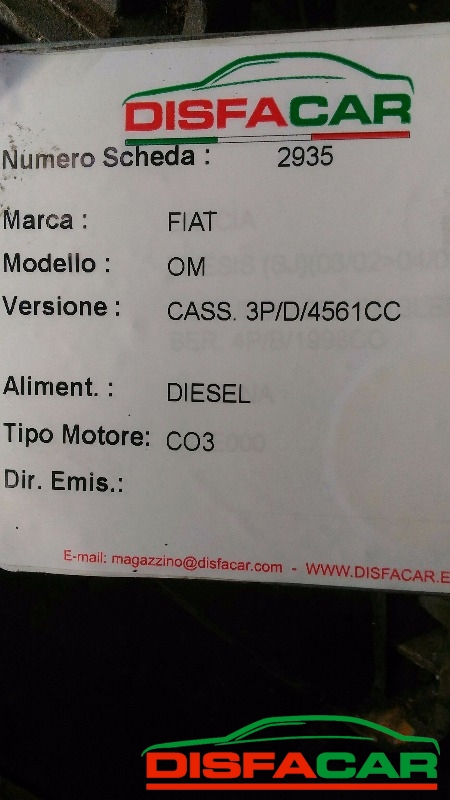 DISFACAR
Numero Scheda : 2935
Marca : FIAT
Modello : OM
Versione : CASS. 3P/D/4561CC
Aliment. : DIESEL
Tipo Motore: CO3
Dir. Emis.:
E-mail: magazzino@disfacar.com - WWW.DISFACAR.E
DISFACAR